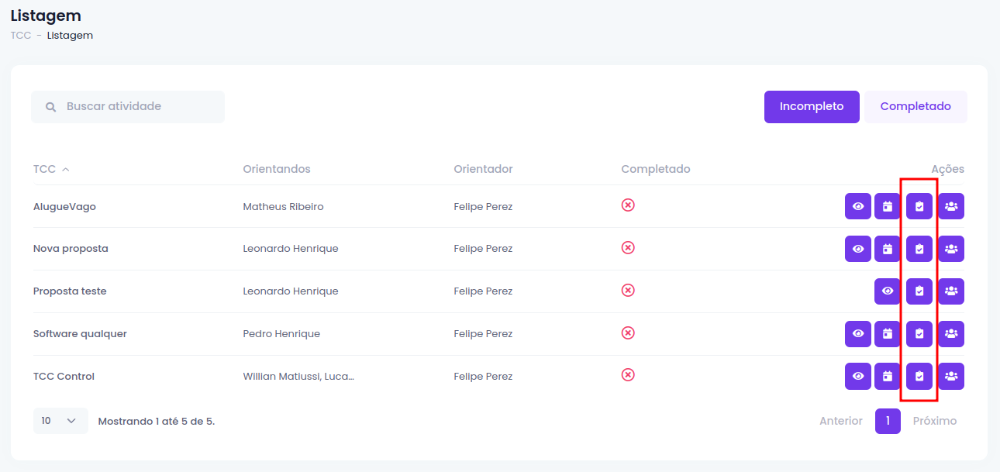 Listagem
TCC - Listagem
Buscar atividade
Incompleto
Completado
TCC Orientandos Orientador Completado Ações
AlugueVago Matheus Ribeiro Felipe Perez
Nova proposta Leonardo Henrique Felipe Perez
Proposta teste Leonardo Henrique Felipe Perez
Software qualquer Pedro Henrique Felipe Perez
TCC Control Willian Matiussi, Luca... Felipe Perez
10 Mostrando 1 até 5 de 5. Anterior 1 Próximo